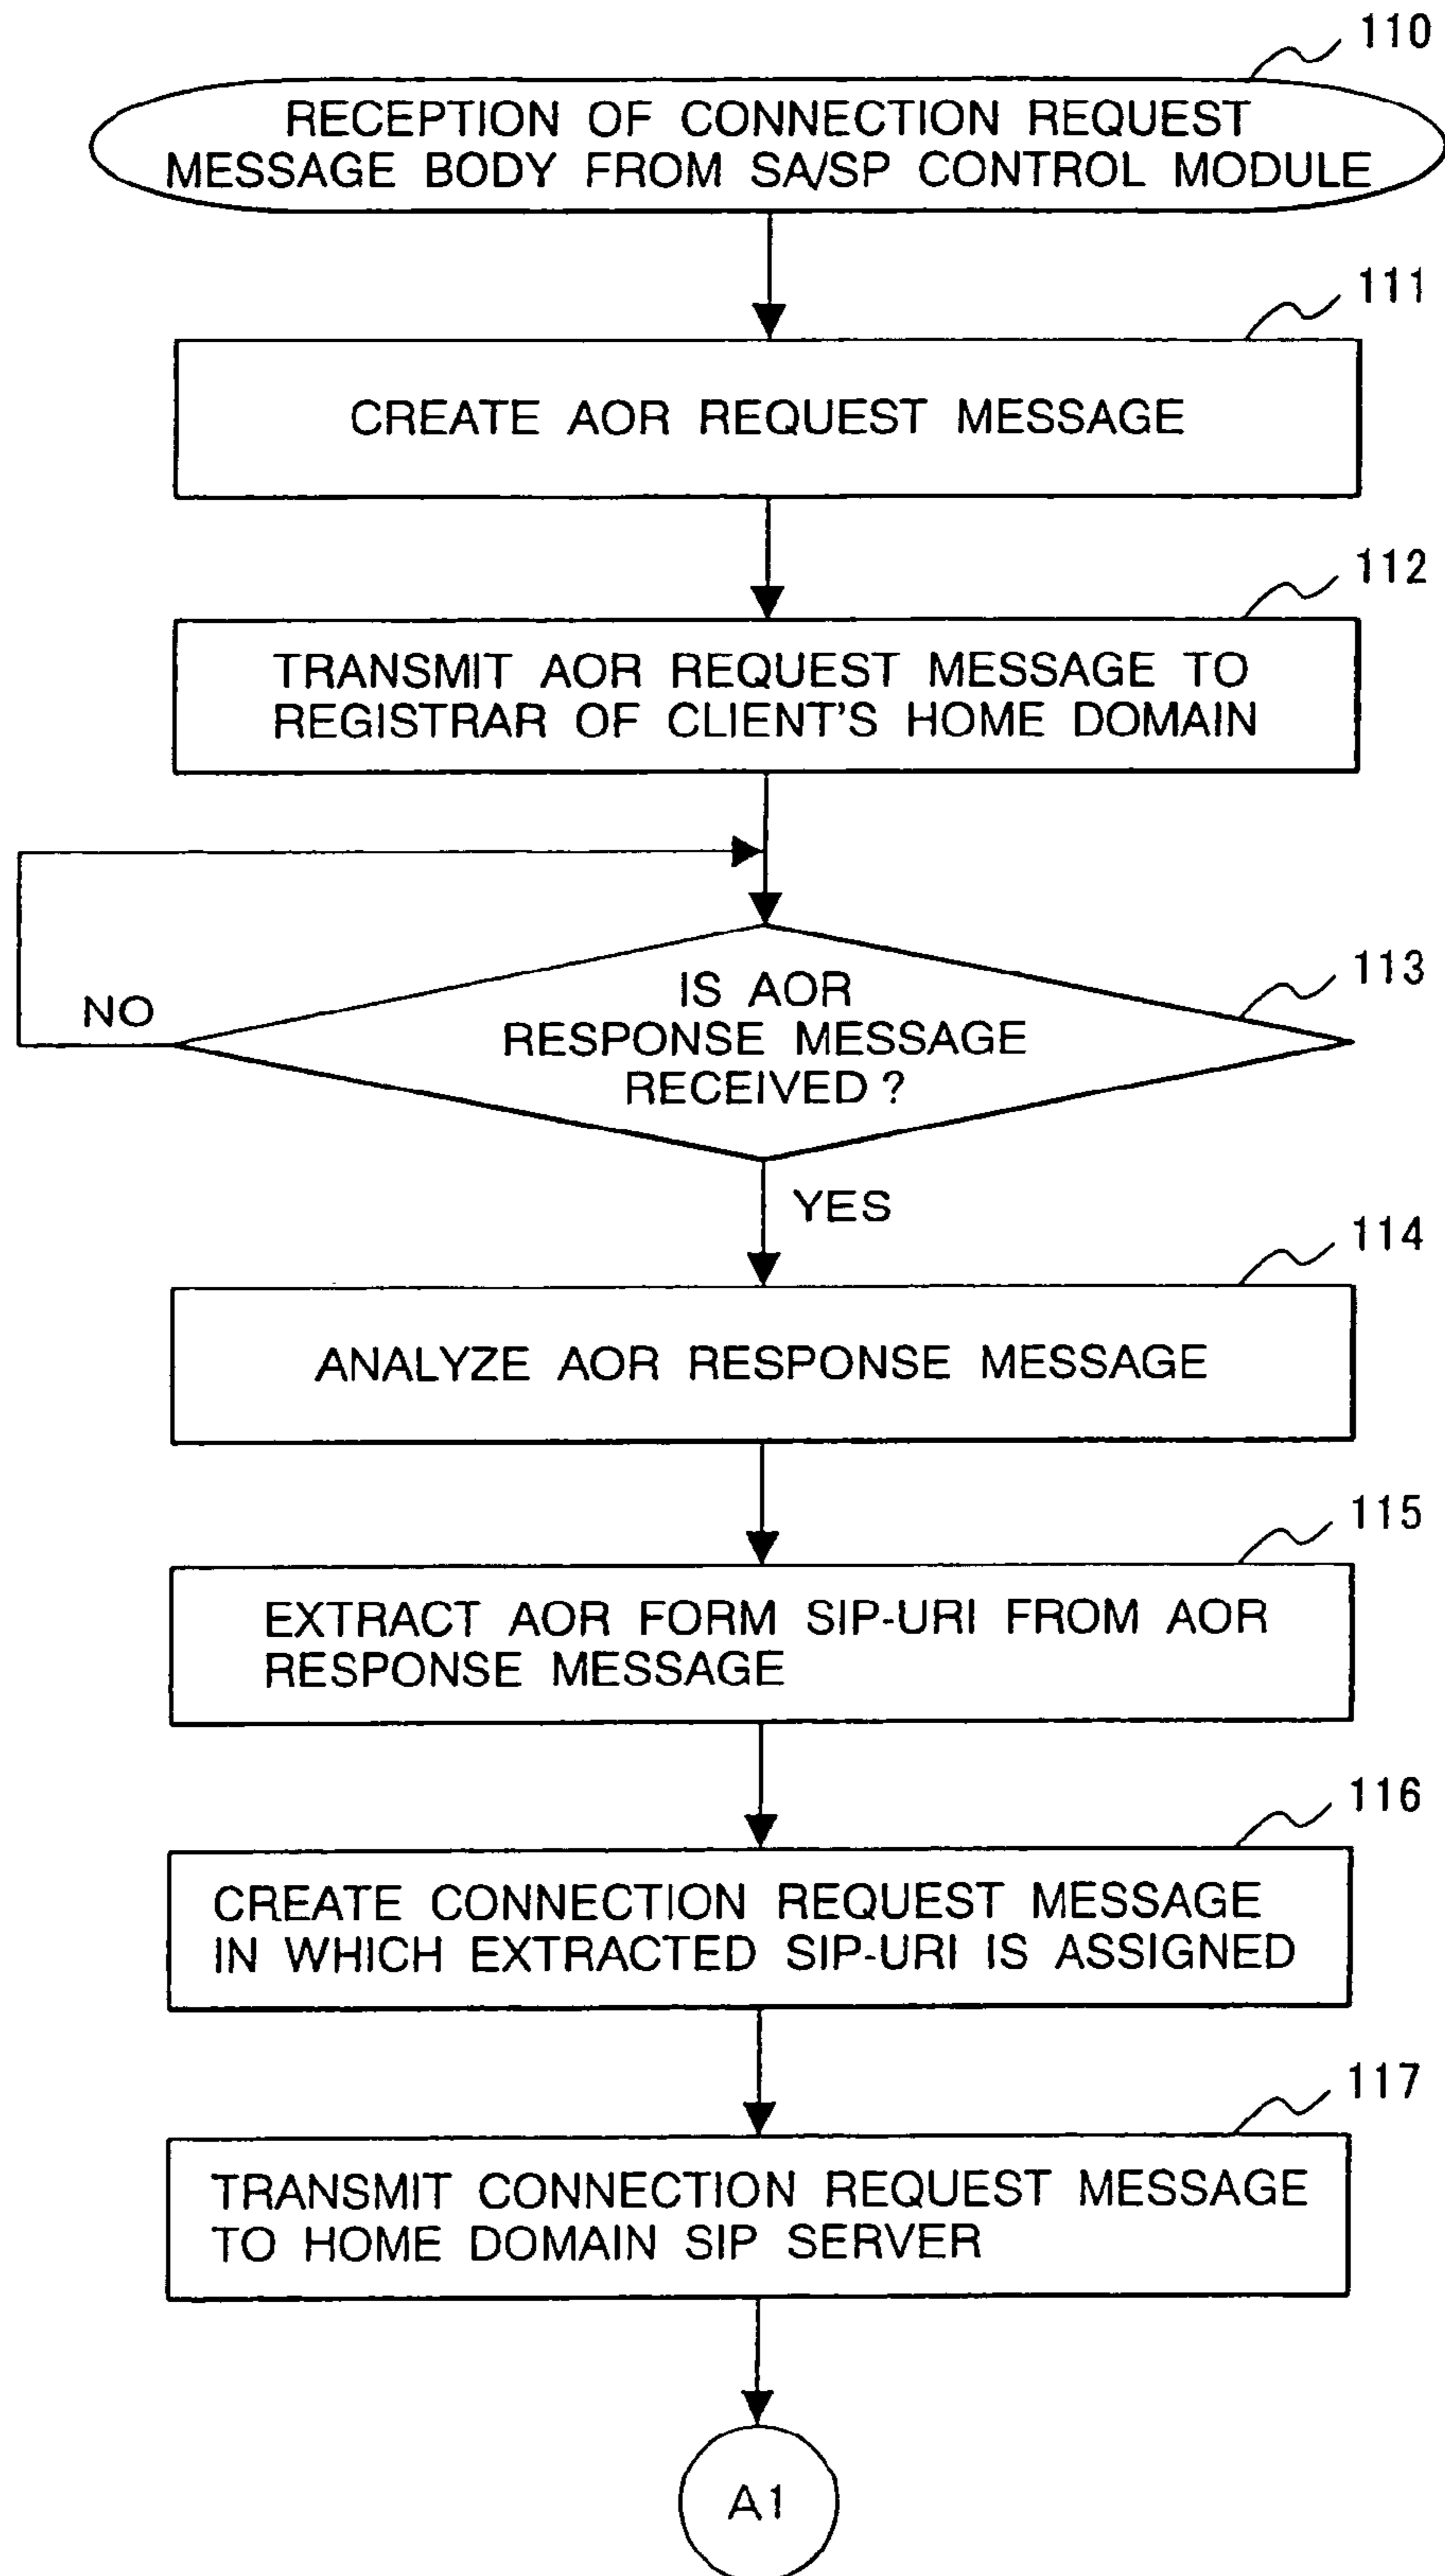 110
RECEPTION OF CONNECTION REQUEST
MESSAGE BODY FROM SA/SP CONTROL MODULE
111
CREATE AOR REQUEST MESSAGE
112
TRANSMIT AOR REQUEST MESSAGE TO
REGISTRAR OF CLIENT'S HOME DOMAIN
113
IS AOR
RESPONSE MESSAGE
RECEIVED ?
NO
YES
114
ANALYZE AOR RESPONSE MESSAGE
115
EXTRACT AOR FORM SIP-URI FROM AOR
RESPONSE MESSAGE
116
CREATE CONNECTION REQUEST MESSAGE
IN WHICH EXTRACTED SIP-URI IS ASSIGNED
117
TRANSMIT CONNECTION REQUEST MESSAGE
TO HOME DOMAIN SIP SERVER
A1